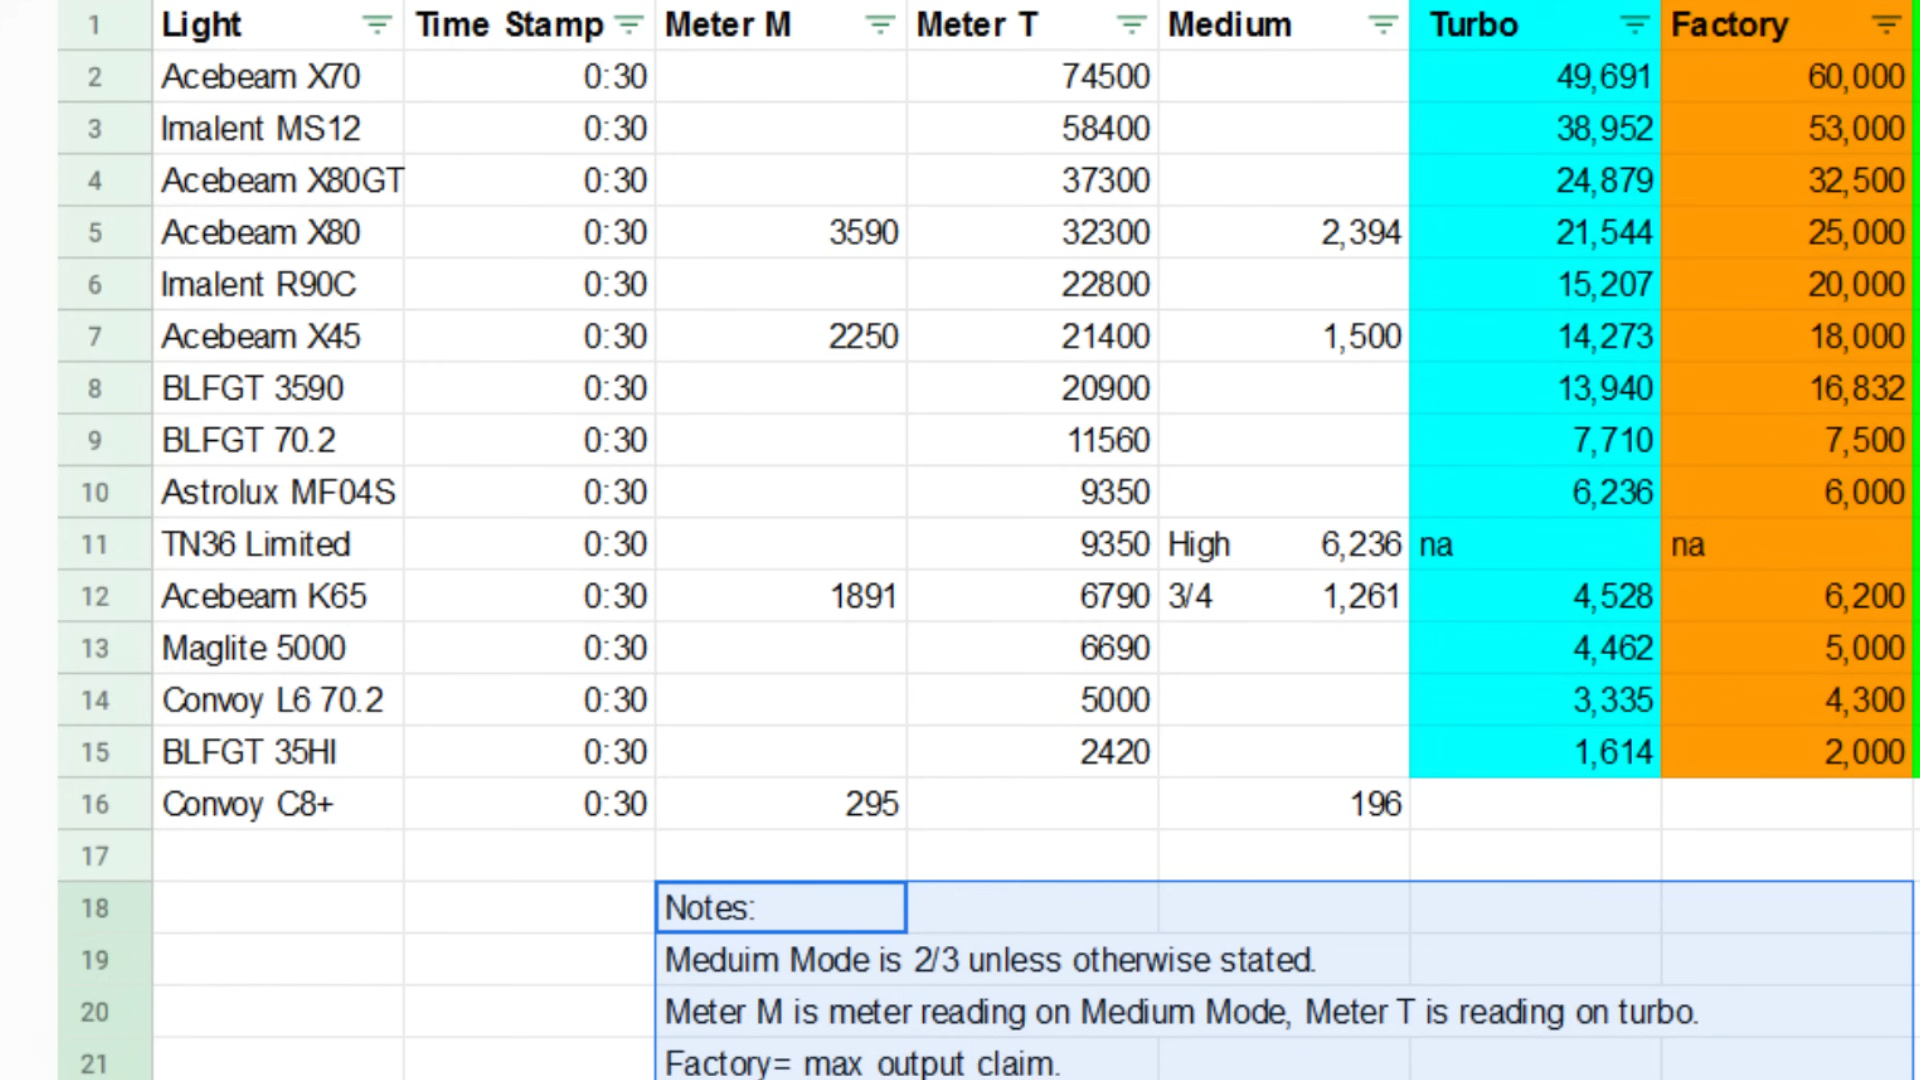 1 Light Time Stamp Meter M Meter T Medium Turbo Factory
2 Acebeam X70 0:30 74500 49,691 60,000
3 Imalent MS12 0:30 58400 38,952 53,000
4 Acebeam X80GT 0:30 37300 24,879 32,500
5 Acebeam X80 0:30 3590 32300 2,394 21,544 25,000
6 Imalent R90C 0:30 22800 15,207 20,000
7 Acebeam X45 0:30 2250 21400 1,500 14,273 18,000
8 BLFGT 3590 0:30 20900 13,940 16,832
9 BLFGT 70.2 0:30 11560 7,710 7,500
10 Astrolux MF04S 0:30 9350 6,236 6,000
11 TN36 Limited 0:30 9350 High 6,236 na na
12 Acebeam K65 0:30 1891 6790 3/4 1,261 4,528 6,200
13 Maglite 5000 0:30 6690 4,462 5,000
14 Convoy L6 70.2 0:30 5000 3,335 4,300
15 BLFGT 35HI 0:30 2420 1,614 2,000
16 Convoy C8+ 0:30 295 196
17
18 Notes:
19 Meduim Mode is 2/3 unless otherwise stated.
20 Meter M is meter reading on Medium Mode, Meter T is reading on turbo.
21 Factory= max output claim.